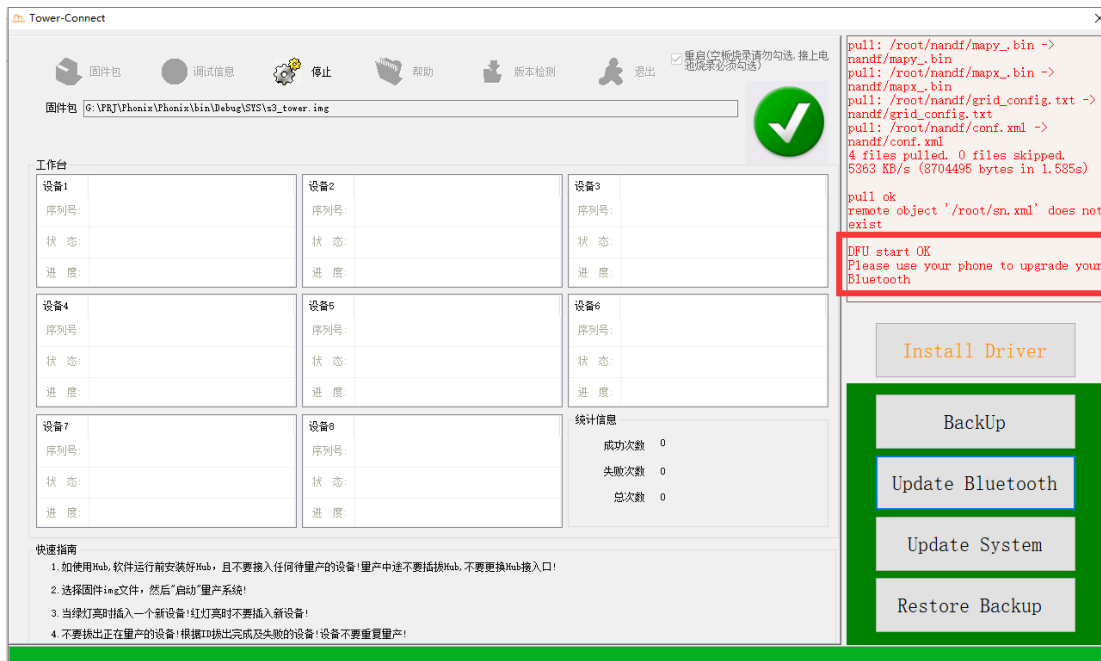 Tower-Connect
固件包
调试信息
停止
帮助
版本检测
退出
重启(空板烧录请勿勾选, 接上电
池烧录必须勾选)
固件包 G:\PRJ\Phonix\Phonix\bin\Debug\SYS\x3_tower.img
工作台
设备1
序列号:
状 态:
进 度:
设备2
序列号:
状 态:
进 度:
设备3
序列号:
状 态:
进 度:
设备4
序列号:
状 态:
进 度:
设备5
序列号:
状 态:
进 度:
设备6
序列号:
状 态:
进 度:
设备7
序列号:
状 态:
进 度:
设备8
序列号:
状 态:
进 度:
统计信息
成功次数 0
失败次数 0
总次数 0
快速指南
1.如使用Hub,软件运行前安装好Hub，且不要接入任何待量产的设备!量产中途不要插拔Hub,不要更换Hub接入口!
2.选择固件img文件，然后"启动"量产系统!
3.当绿灯亮时插入一个新设备!红灯亮时不要插入新设备!
4.不要拔出正在量产的设备!根据ID拔出完成及失败的设备!设备不要重复量产!
pull: /root/nandf/mapy_.bin ->
nandf/mapy_.bin
pull: /root/nandf/mapx_.bin ->
nandf/mapx_.bin
pull: /root/nandf/grid_config.txt ->
nandf/grid_config.txt
pull: /root/nandf/conf.xml ->
nandf/conf.xml
4 files pulled. 0 files skipped.
5363 KB/s (8704495 bytes in 1.585s)
pull ok
remote object '/root/sn.xml' does not
exist
DFU start OK
Please use your phone to upgrade your
Bluetooth
Install Driver
BackUp
Update Bluetooth
Update System
Restore Backup